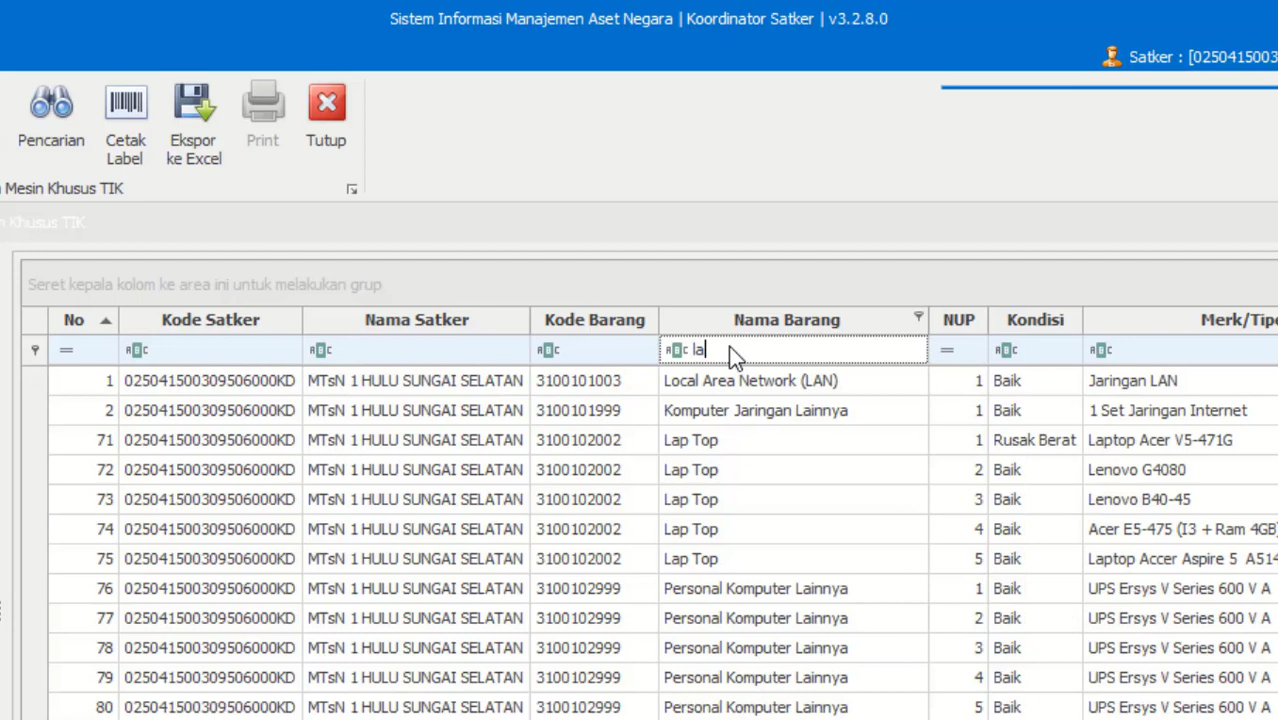 Sistem Informasi Manajemen Aset Negara | Koordinator Satker | v3.2.8.0
Satker : [0250415003
Pencarian
Cetak Label
Ekspor ke Excel
Print
Tutup
Mesin Khusus TIK
Khusus TIK
Seret kepala kolom ke area ini untuk melakukan grup
No Kode Satker Nama Satker Kode Barang Nama Barang NUP Kondisi Merk/Tipe
= ABC ABC ABC ABC la = ABC ABC
1 025041500309506000KD MTsN 1 HULU SUNGAI SELATAN 3100101003 Local Area Network (LAN) 1 Baik Jaringan LAN
2 025041500309506000KD MTsN 1 HULU SUNGAI SELATAN 3100101999 Komputer Jaringan Lainnya 1 Baik 1 Set Jaringan Internet
71 025041500309506000KD MTsN 1 HULU SUNGAI SELATAN 3100102002 Lap Top 1 Rusak Berat Laptop Acer V5-471G
72 025041500309506000KD MTsN 1 HULU SUNGAI SELATAN 3100102002 Lap Top 2 Baik Lenovo G4080
73 025041500309506000KD MTsN 1 HULU SUNGAI SELATAN 3100102002 Lap Top 3 Baik Lenovo B40-45
74 025041500309506000KD MTsN 1 HULU SUNGAI SELATAN 3100102002 Lap Top 4 Baik Acer E5-475 (I3 + Ram 4GB)
75 025041500309506000KD MTsN 1 HULU SUNGAI SELATAN 3100102002 Lap Top 5 Baik Laptop Accer Aspire 5 A514
76 025041500309506000KD MTsN 1 HULU SUNGAI SELATAN 3100102999 Personal Komputer Lainnya 1 Baik UPS Ersys V Series 600 V A
77 025041500309506000KD MTsN 1 HULU SUNGAI SELATAN 3100102999 Personal Komputer Lainnya 2 Baik UPS Ersys V Series 600 V A
78 025041500309506000KD MTsN 1 HULU SUNGAI SELATAN 3100102999 Personal Komputer Lainnya 3 Baik UPS Ersys V Series 600 V A
79 025041500309506000KD MTsN 1 HULU SUNGAI SELATAN 3100102999 Personal Komputer Lainnya 4 Baik UPS Ersys V Series 600 V A
80 025041500309506000KD MTsN 1 HULU SUNGAI SELATAN 3100102999 Personal Komputer Lainnya 5 Baik UPS Ersys V Series 600 V A